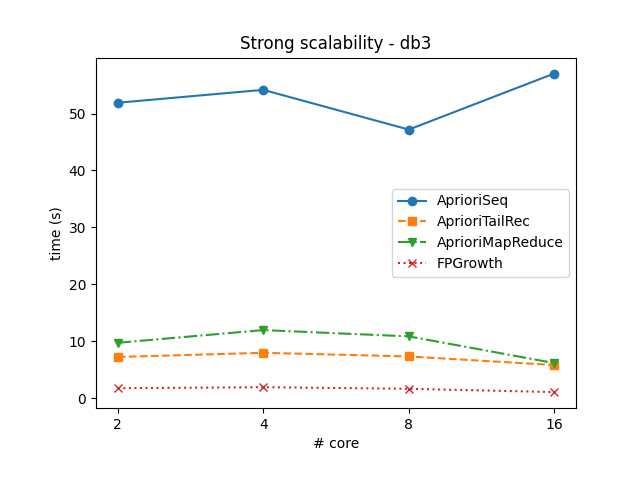 Strong scalability - db3
time (s)
50
40
30
20
10
0
AprioriSeq
AprioriTailRec
AprioriMapReduce
FPGrowth
2 4 8 16
# core